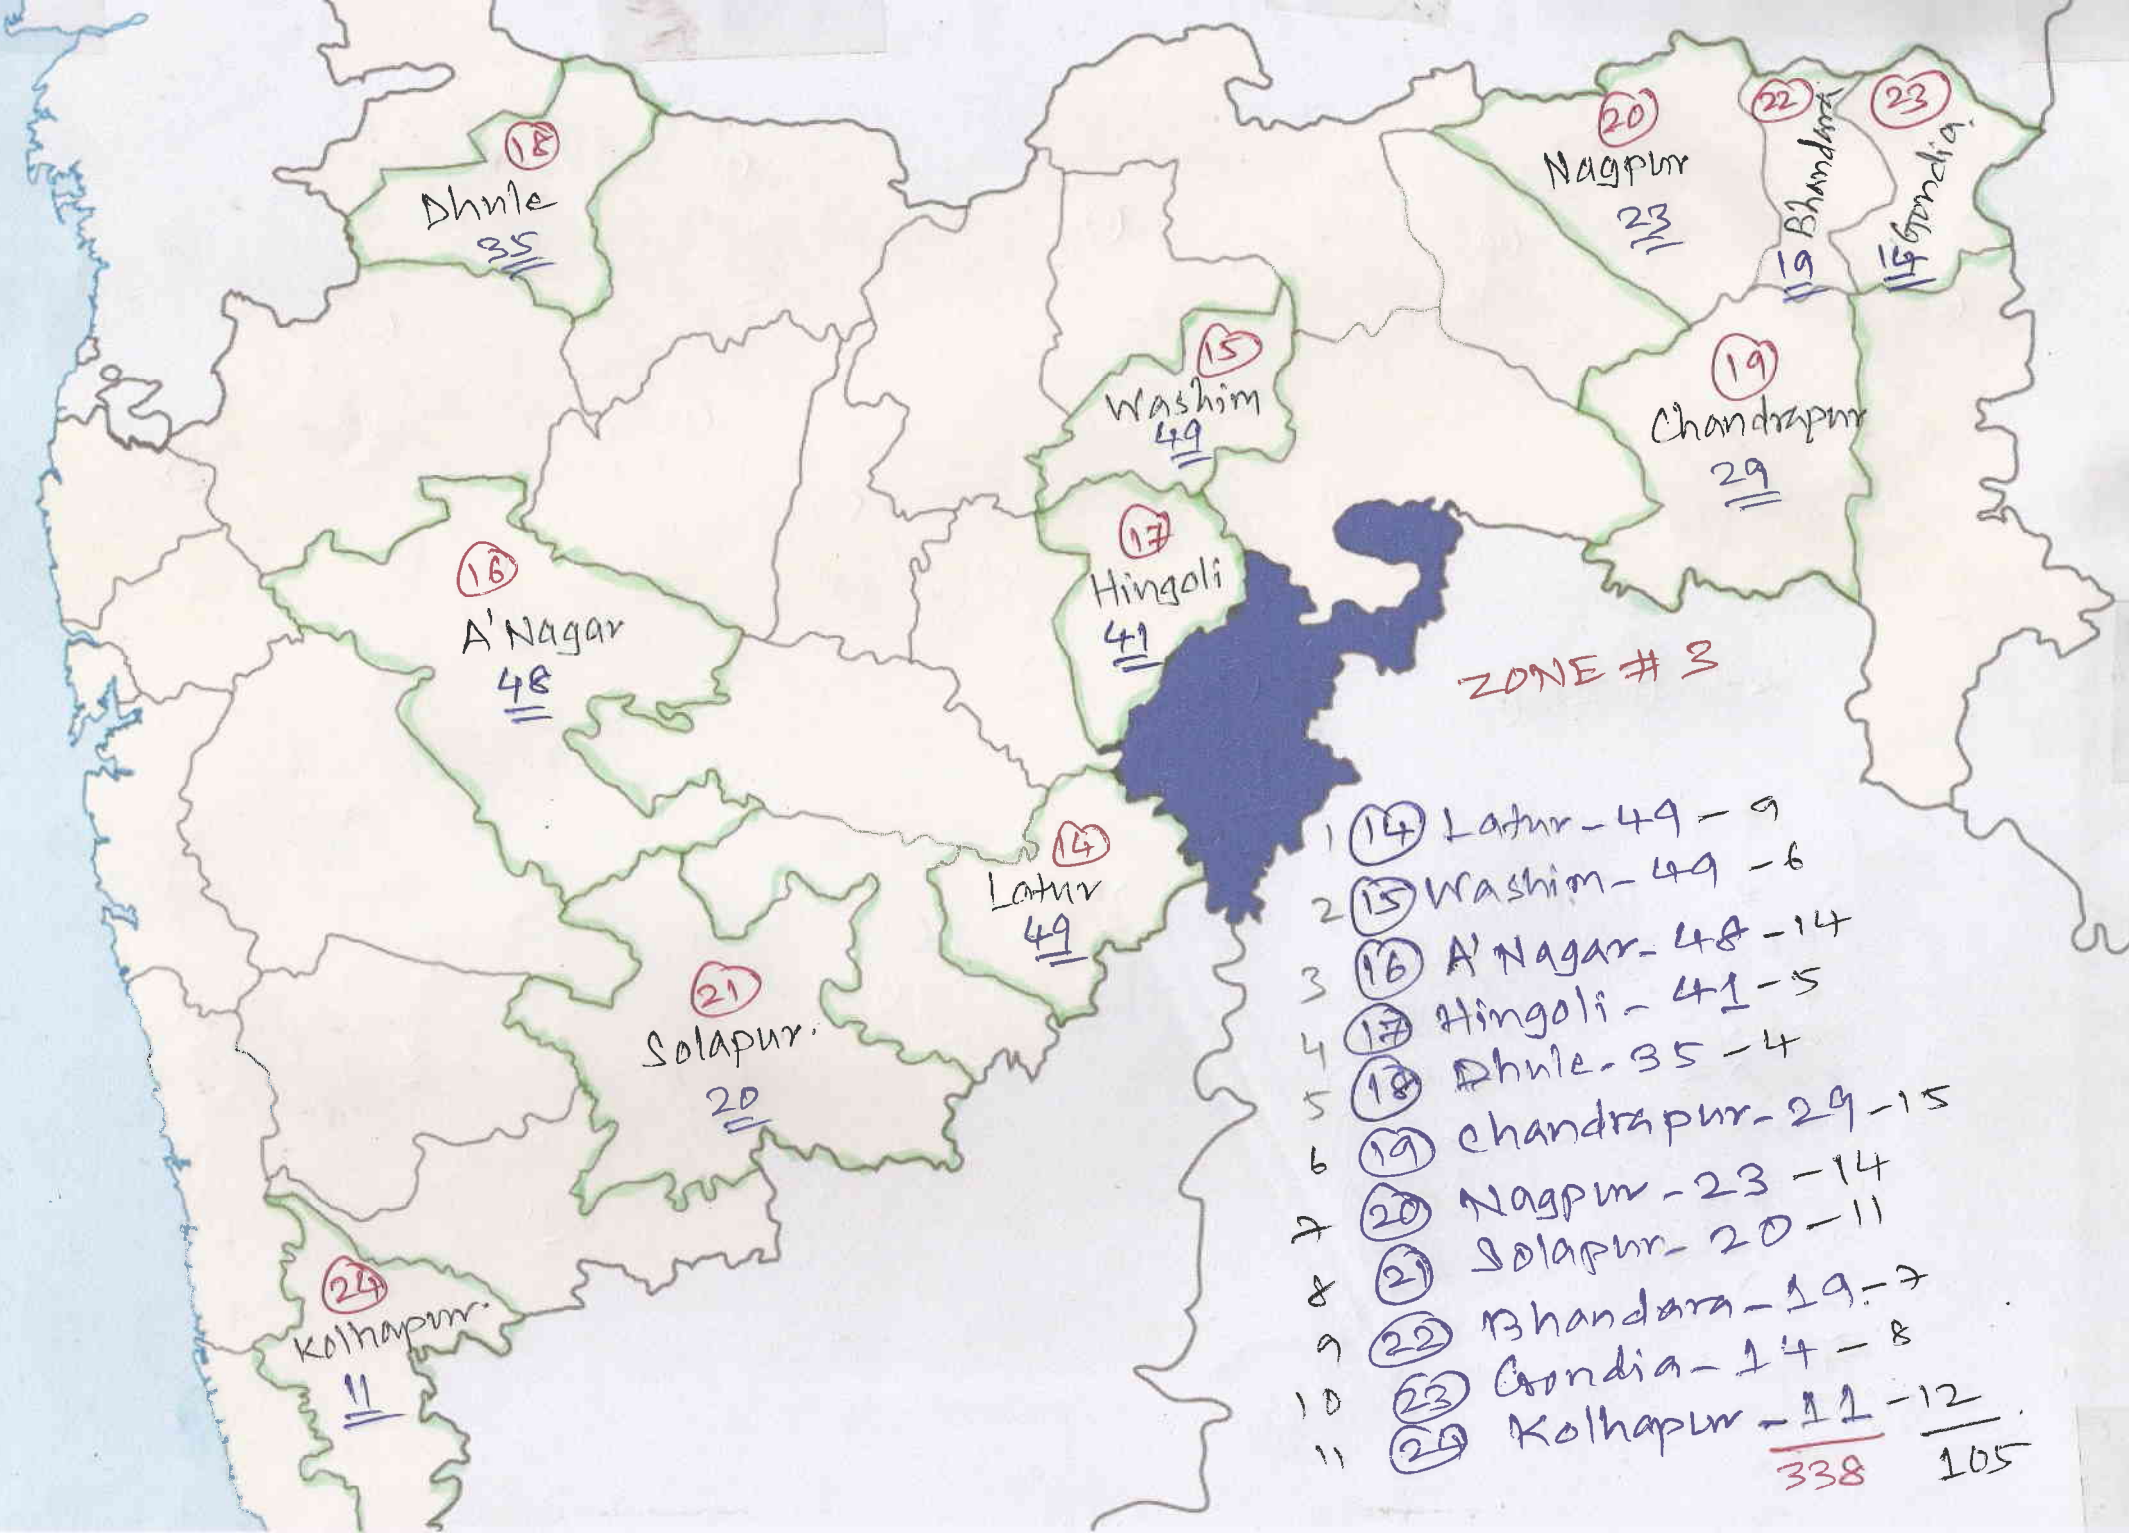 18
Dhule
35
20
Nagpur
23
22
Bhandara
19
23
Gondia
14
15
Washim
49
19
Chandrapur
29
16
A'Nagar
48
17
Hingoli
41
ZONE # 3
14
Latur
49
21
Solapur.
20
24
Kolhapur.
11
1 14 Latur - 49 - 9
2 15 Washim - 49 - 6
3 16 A'Nagar - 48 - 14
4 17 Hingoli - 41 - 5
5 18 Dhule - 35 - 4
6 19 Chandrapur - 29 - 15
7 20 Nagpur - 23 - 14
8 21 Solapur - 20 - 11
9 22 Bhandara - 19 - 7
10 23 Gondia - 14 - 8
11 24 Kolhapur - 11 - 12
338 105